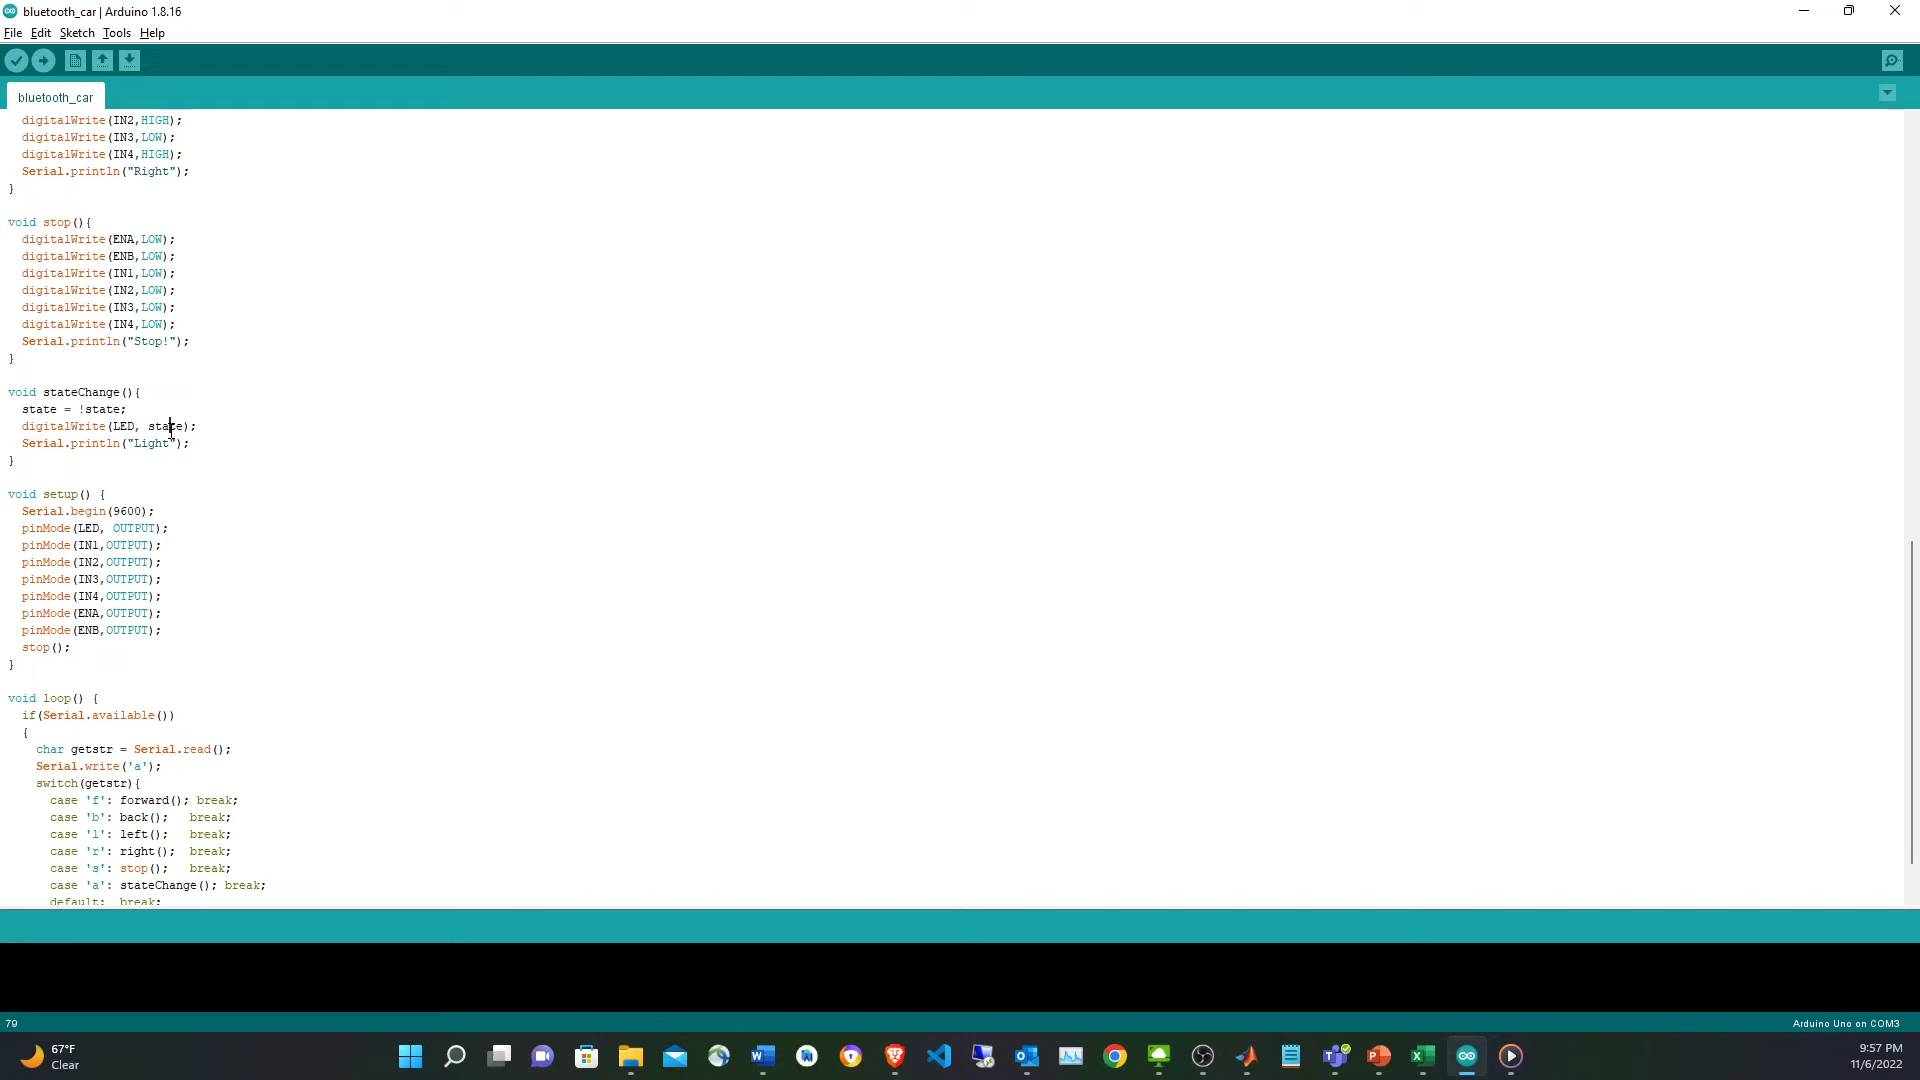 bluetooth_car | Arduino 1.8.16
File Edit Sketch Tools Help
bluetooth_car
digitalWrite(IN2,HIGH);
digitalWrite(IN3,LOW);
digitalWrite(IN4,HIGH);
Serial.println("Right");
}
void stop(){
digitalWrite(ENA,LOW);
digitalWrite(ENB,LOW);
digitalWrite(IN1,LOW);
digitalWrite(IN2,LOW);
digitalWrite(IN3,LOW);
digitalWrite(IN4,LOW);
Serial.println("Stop!");
}
void stateChange(){
state = !state;
digitalWrite(LED, state);
Serial.println("Light");
}
void setup() {
Serial.begin(9600);
pinMode(LED, OUTPUT);
pinMode(IN1,OUTPUT);
pinMode(IN2,OUTPUT);
pinMode(IN3,OUTPUT);
pinMode(IN4,OUTPUT);
pinMode(ENA,OUTPUT);
pinMode(ENB,OUTPUT);
stop();
}
void loop() {
if(Serial.available())
{
char getstr = Serial.read();
Serial.write('a');
switch(getstr){
case 'f': forward(); break;
case 'b': back(); break;
case 'l': left(); break;
case 'r': right(); break;
case 's': stop(); break;
case 'a': stateChange(); break;
default: break;
79
Arduino Uno on COM3
67°F
Clear
9:57 PM
11/6/2022